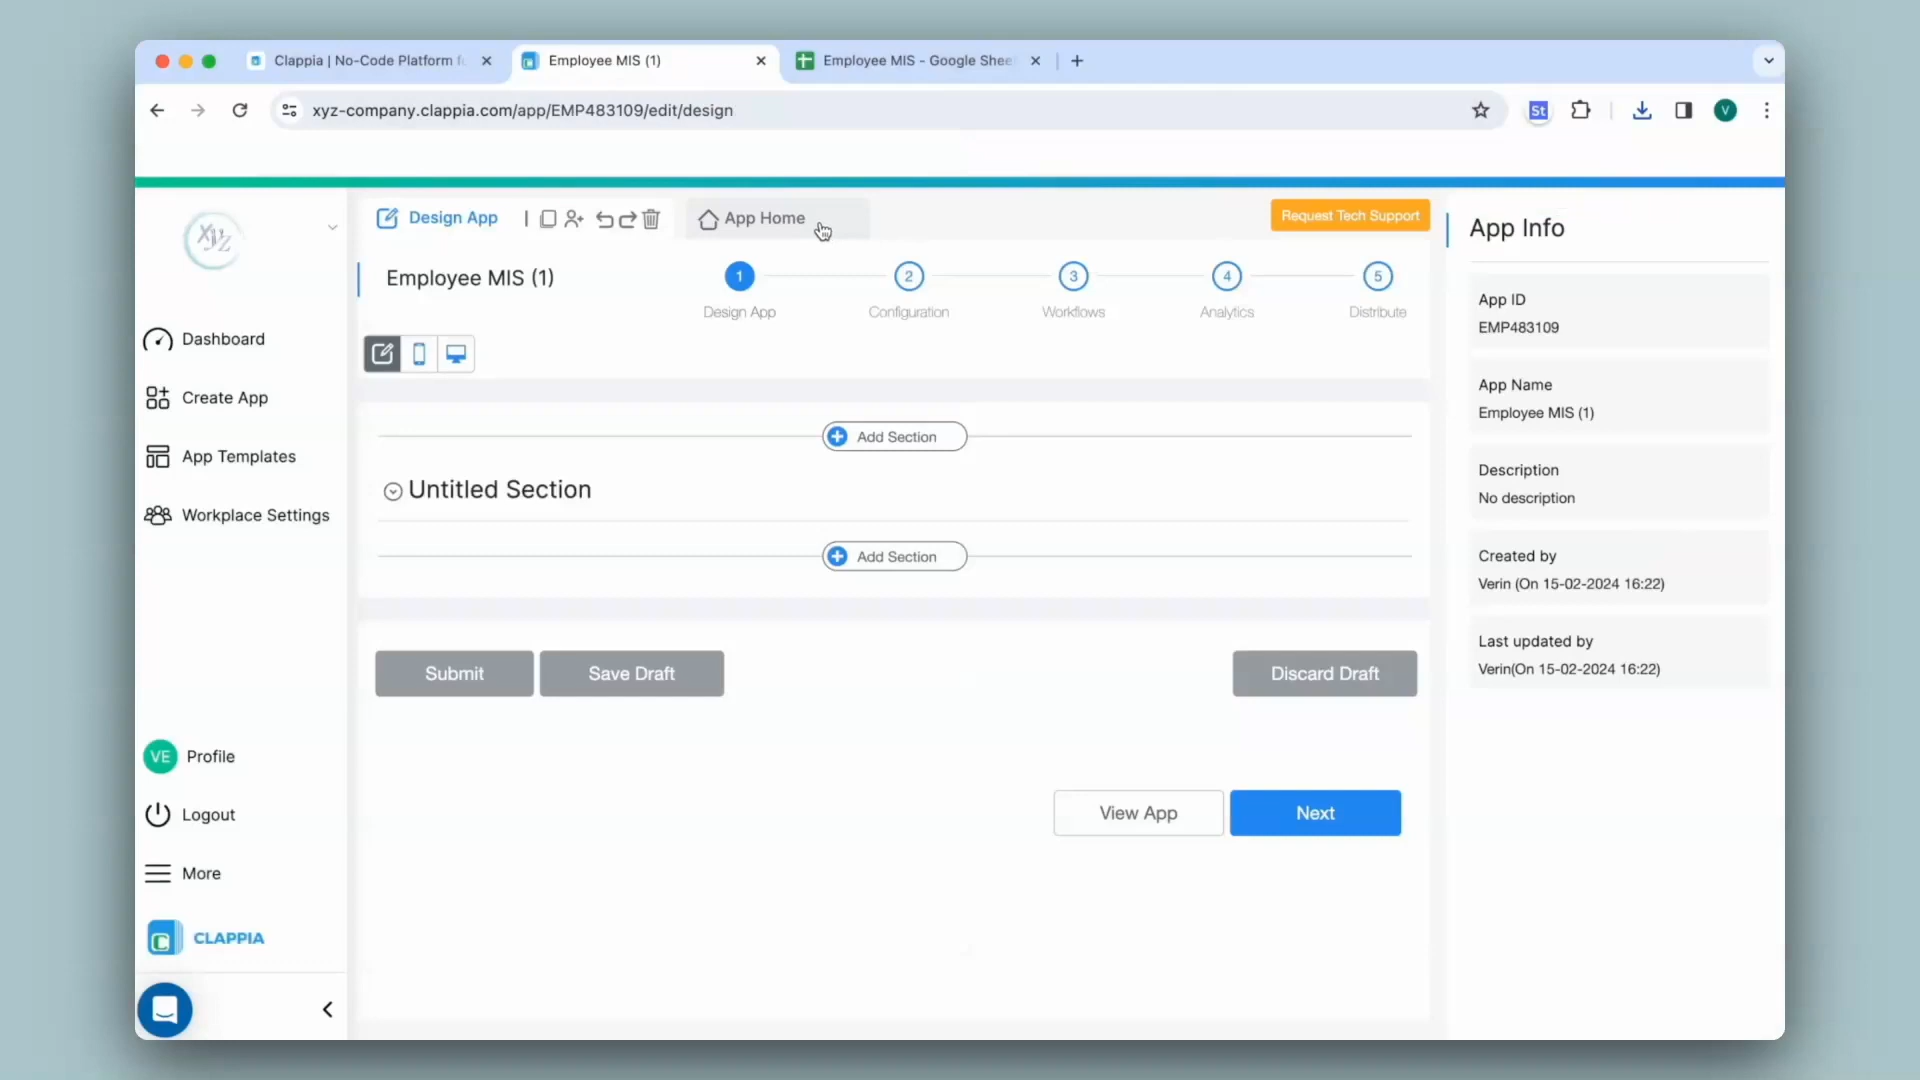 Clappia | No-Code Platform f
Employee MIS (1)
Employee MIS - Google Shee
xyz-company.clappia.com/app/EMP483109/edit/design
St
V
XYZ
Design App
App Home
Request Tech Support
App Info
Employee MIS (1)
1
2
3
4
5
Design App
Configuration
Workflows
Analytics
Distribute
App ID
EMP483109
Dashboard
Create App
App Templates
Workplace Settings
App Name
Employee MIS (1)
Add Section
Untitled Section
Add Section
Description
No description
Created by
Verin (On 15-02-2024 16:22)
Last updated by
Verin(On 15-02-2024 16:22)
Submit
Save Draft
Discard Draft
VE
Profile
Logout
More
View App
Next
C
CLAPPIA